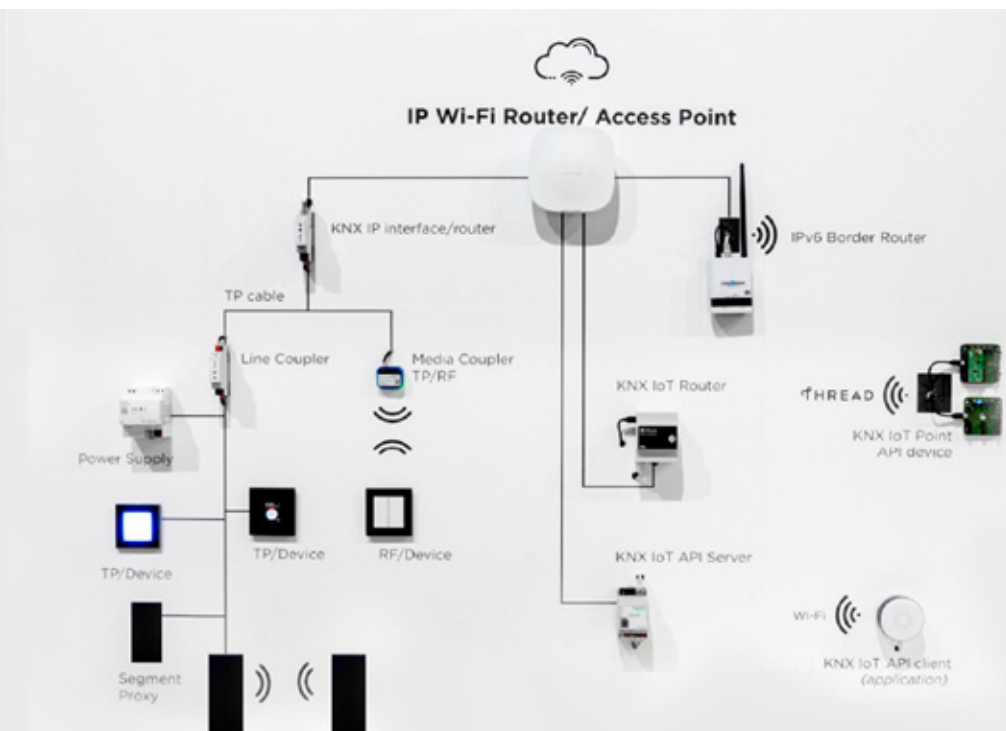 IP Wi-Fi Router/ Access Point
KNX IP interface/router
IPv6 Border Router
TP cable
Line Coupler
Media Coupler
TP/RF
KNX IoT Router
THREAD
KNX IoT Point
API device
Power Supply
TP/Device
RF/Device
TP/Device
KNX IoT API Server
Wi-Fi
KNX IoT API client
(application)
Segment
Proxy